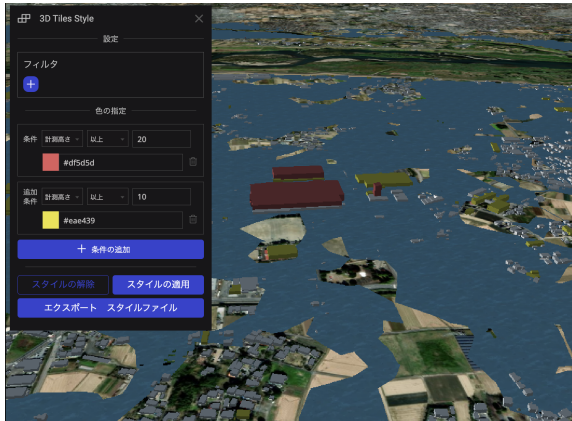 3D Tiles Style
設定
フィルタ
色の指定
条件 計測高さ 以上 20
#df5d5d
追加条件 計測高さ 以上 10
#eae439
+ 条件の追加
スタイルの解除 スタイルの適用
エクスポート スタイルファイル